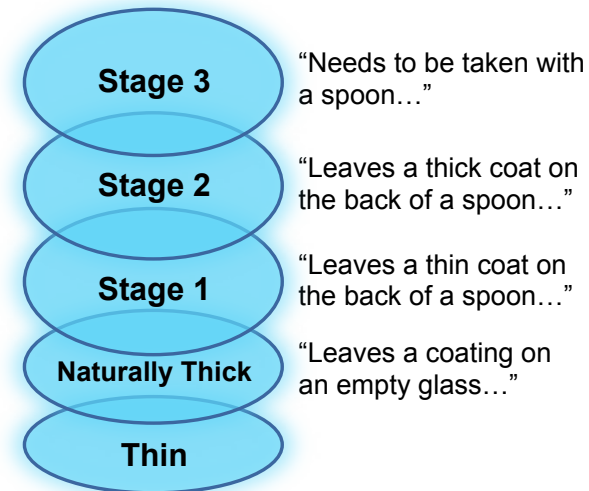 Stage 3
“Needs to be taken with
a spoon…”
Stage 2
“Leaves a thick coat on
the back of a spoon…”
Stage 1
“Leaves a thin coat on
the back of a spoon…”
Naturally Thick
“Leaves a coating on
an empty glass…”
Thin